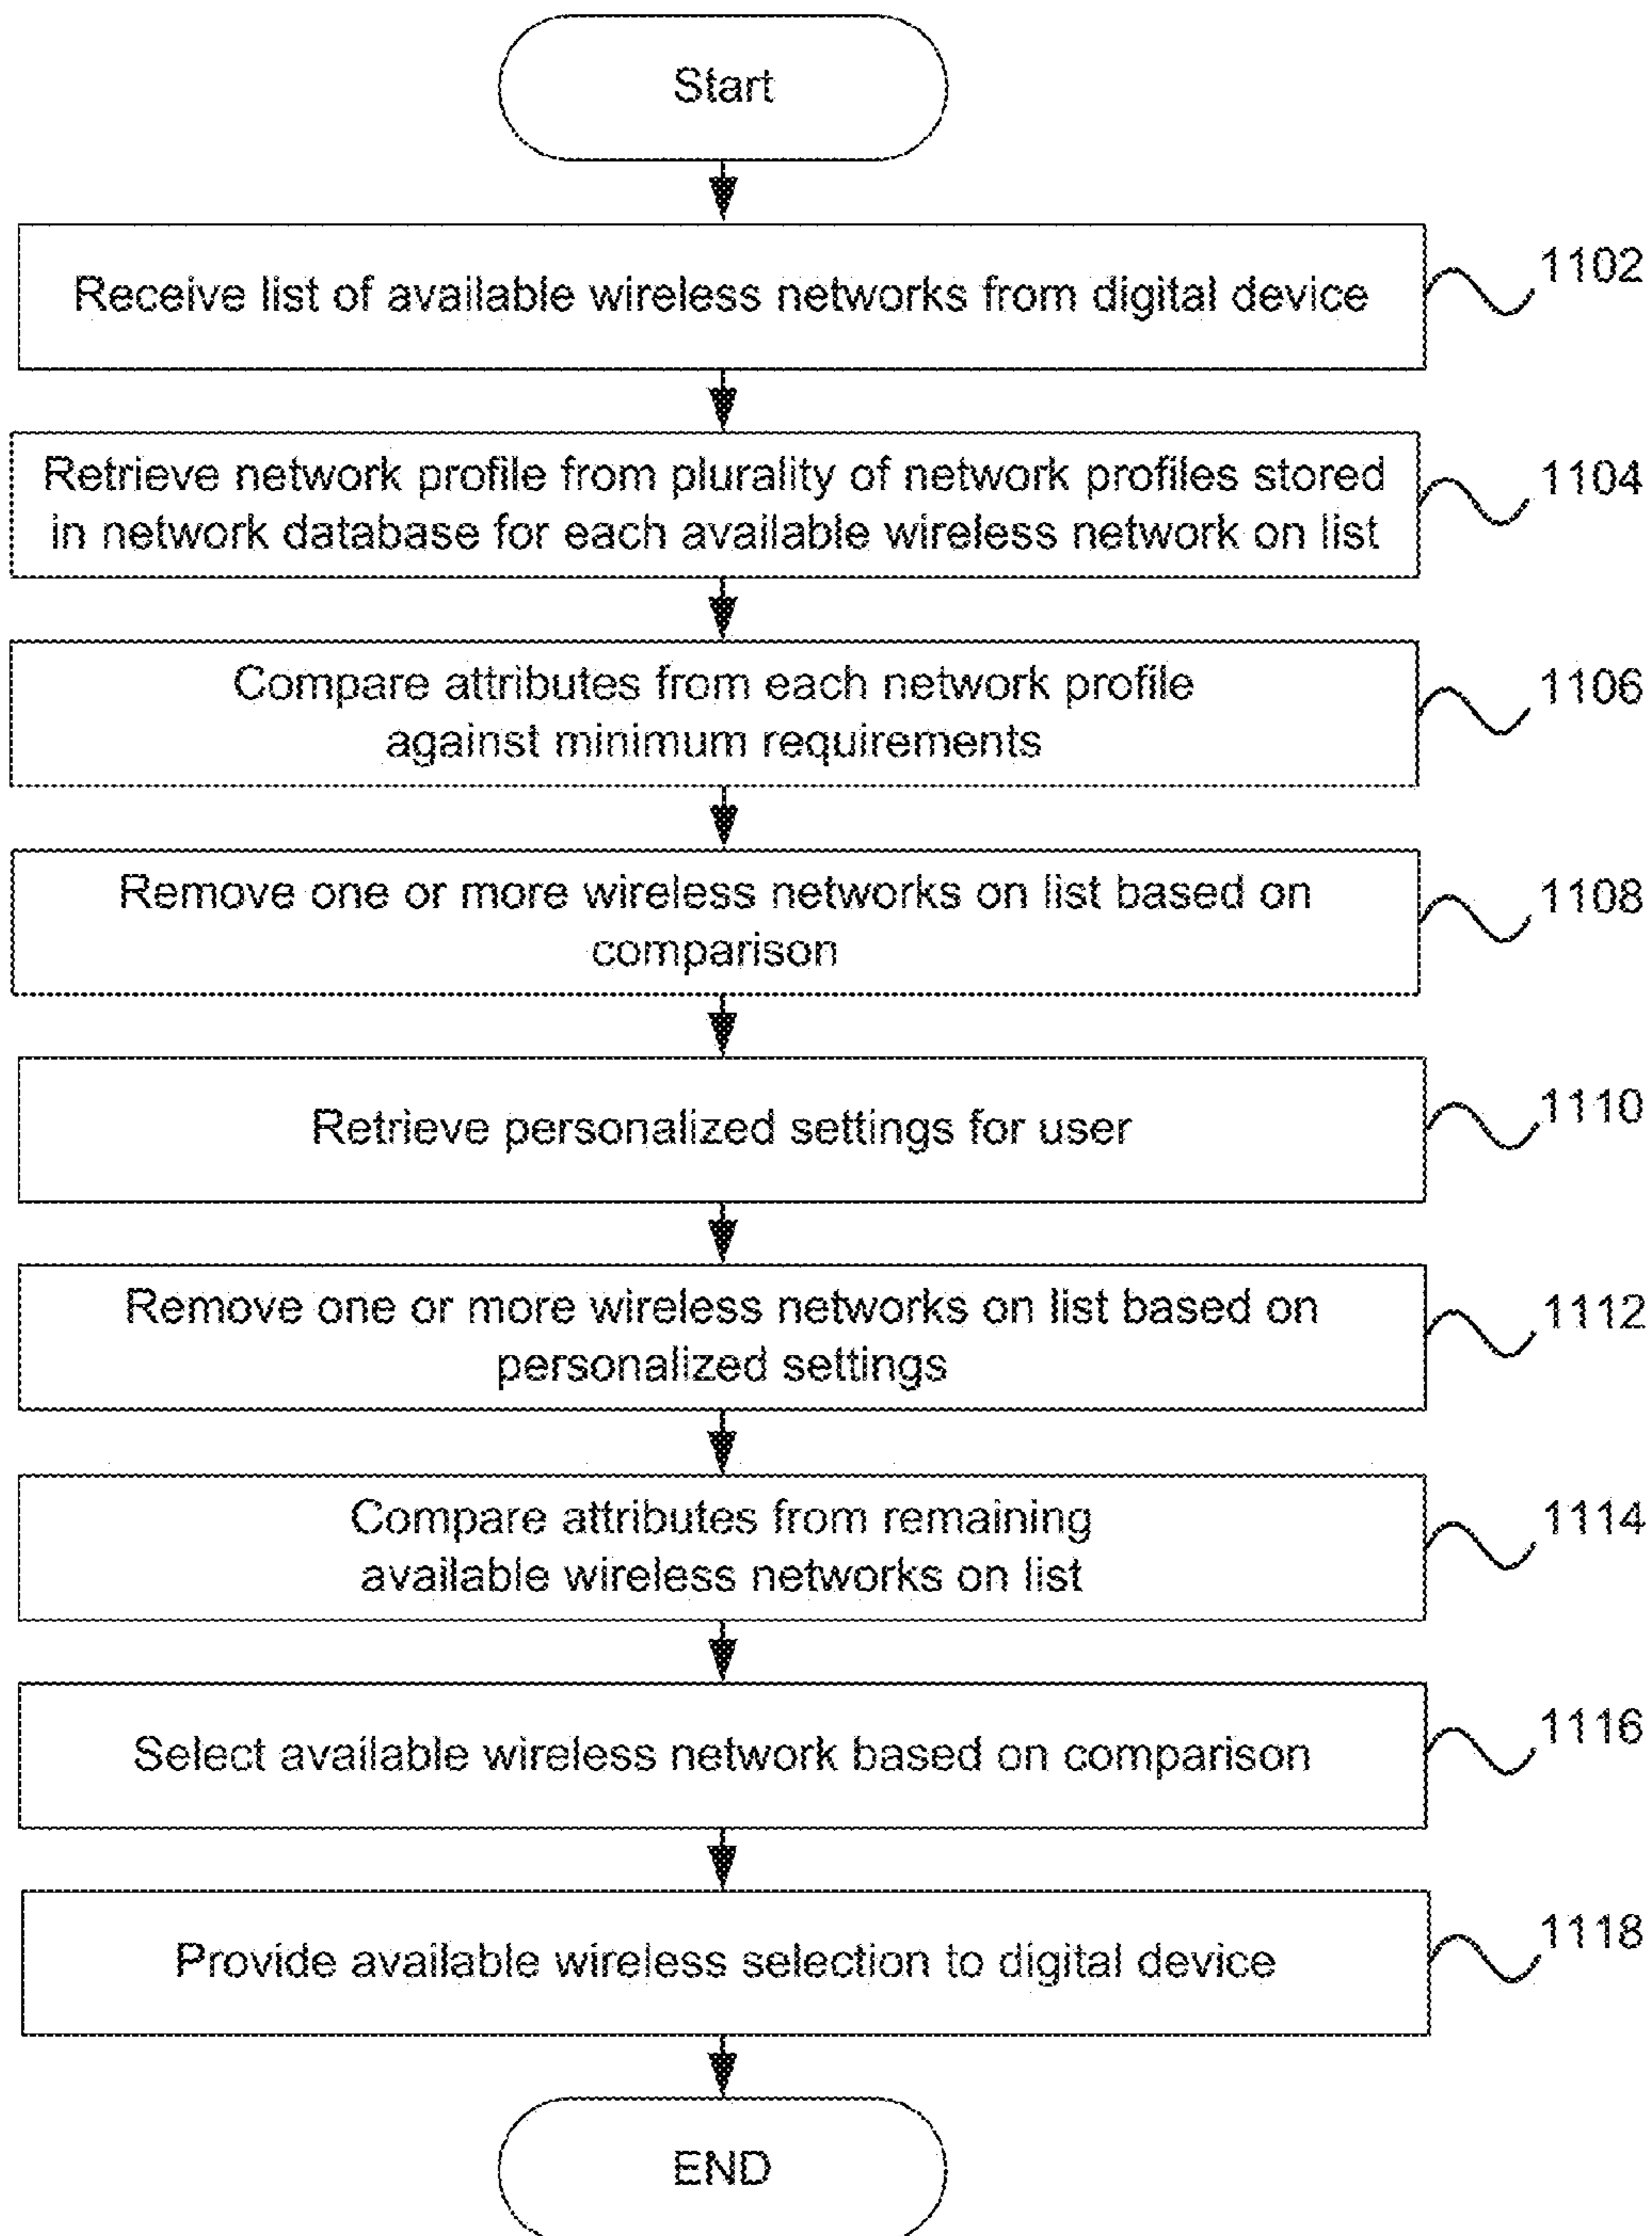 Start
Receive list of available wireless networks from digital device
1102
Retrieve network profile from plurality of network profiles stored
in network database for each available wireless network on list
1104
Compare attributes from each network profile
against minimum requirements
1106
Remove one or more wireless networks on list based on
comparison
1108
Retrieve personalized settings for user
1110
Remove one or more wireless networks on list based on
personalized settings
1112
Compare attributes from remaining
available wireless networks on list
1114
Select available wireless network based on comparison
1116
Provide available wireless selection to digital device
1118
END